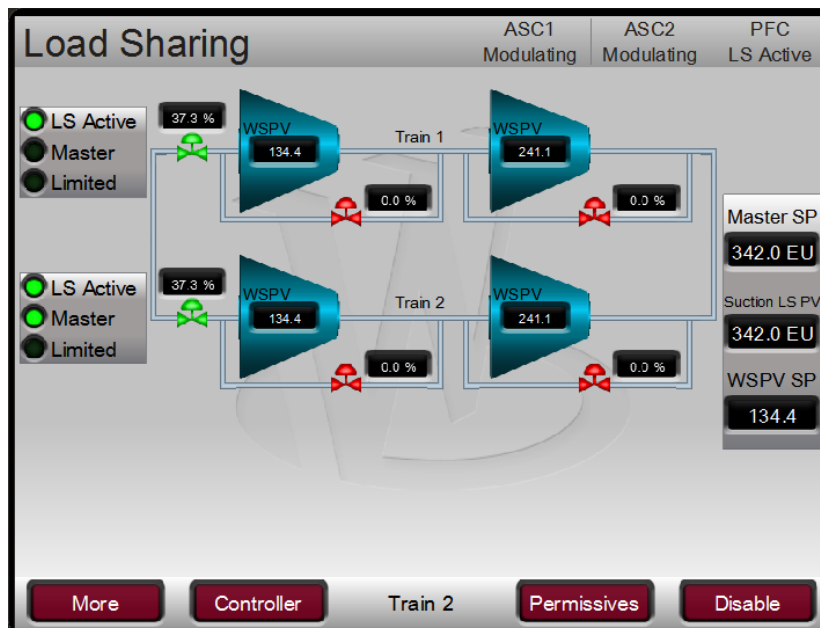 Load Sharing
ASC1
Modulating
ASC2
Modulating
PFC
LS Active
LS Active
Master
Limited
37.3 %
WSPV
134.4
Train 1
WSPV
241.1
0.0 %
0.0 %
LS Active
Master
Limited
37.3 %
WSPV
134.4
Train 2
WSPV
241.1
0.0 %
0.0 %
Master SP
342.0 EU
Suction LS PV
342.0 EU
WSPV SP
134.4
More
Controller
Train 2
Permissives
Disable